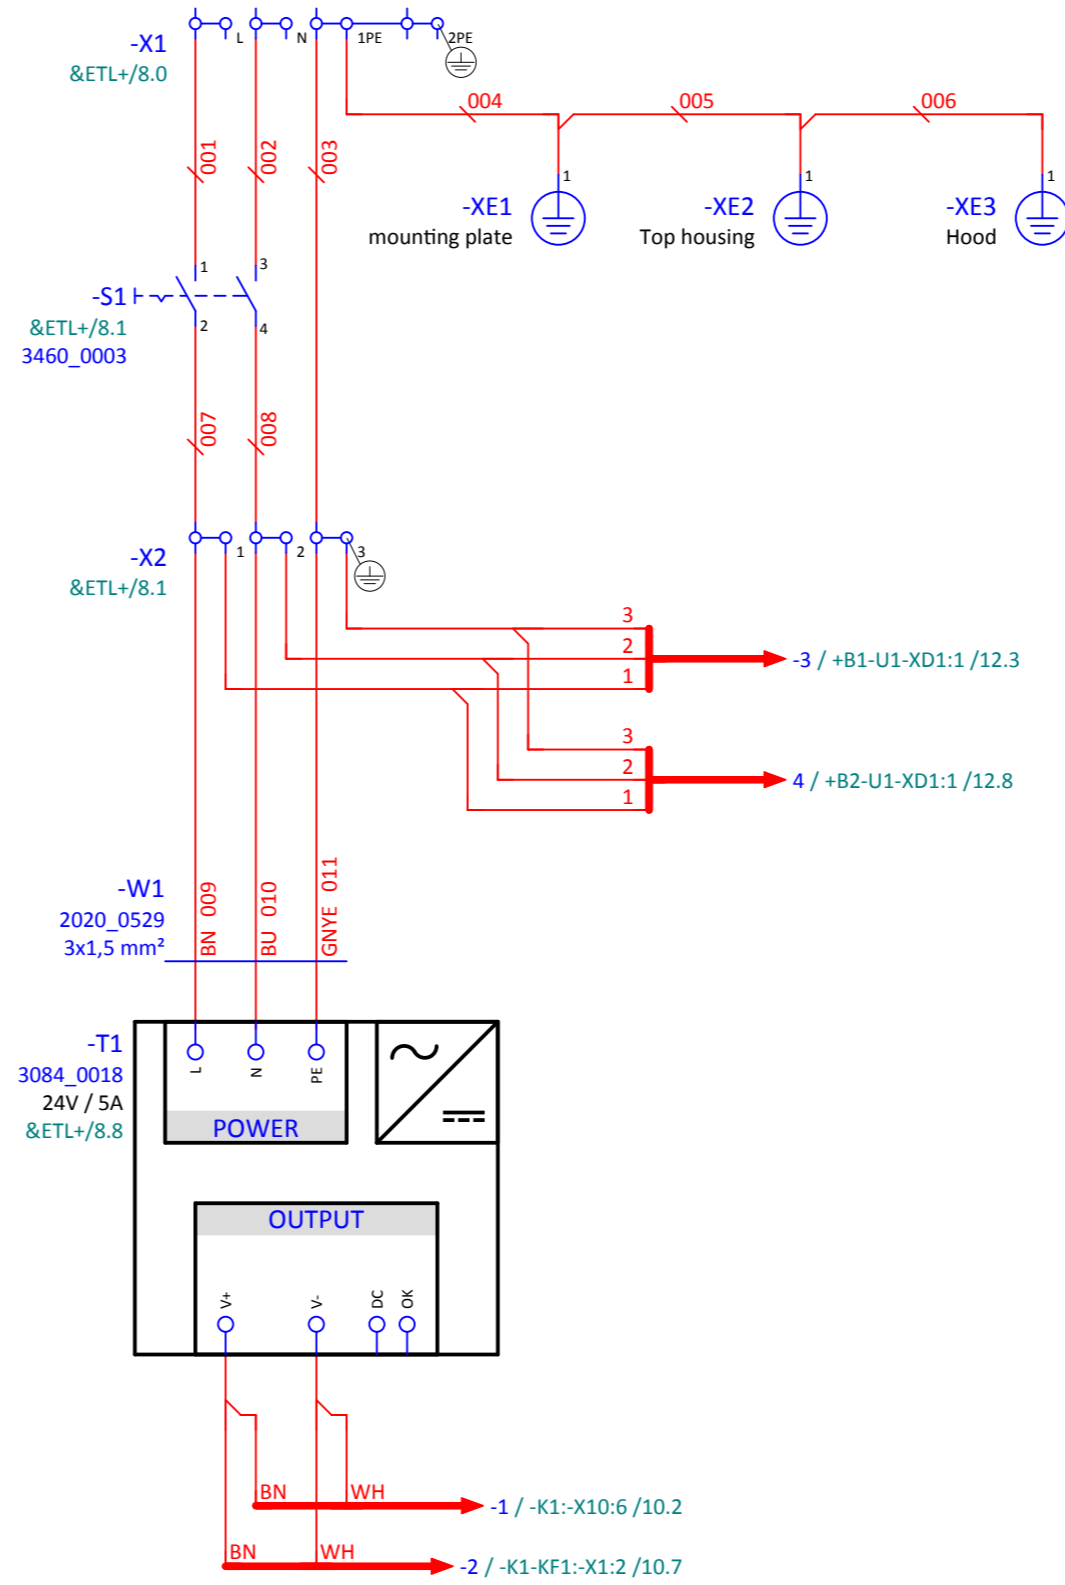 -X1
&ETL+/8.0
L
N
1PE
2PE
004
005
006
001
002
003
1
-XE1
mounting plate
1
-XE2
Top housing
1
-XE3
Hood
1
3
-S1
&ETL+/8.1
3460_0003
2
4
007
008
-X2
&ETL+/8.1
1
2
3
3
2
1
-3 / +B1-U1-XD1:1 /12.3
3
2
1
4 / +B2-U1-XD1:1 /12.8
-W1
2020_0529
3x1,5 mm²
BN 009
BU 010
GNYE 011
-T1
3084_0018
24V / 5A
&ETL+/8.8
L
N
PE
POWER
OUTPUT
V+
V-
DC
OK
BN
WH
-1 / -K1:-X10:6 /10.2
BN
WH
-2 / -K1-KF1:-X1:2 /10.7